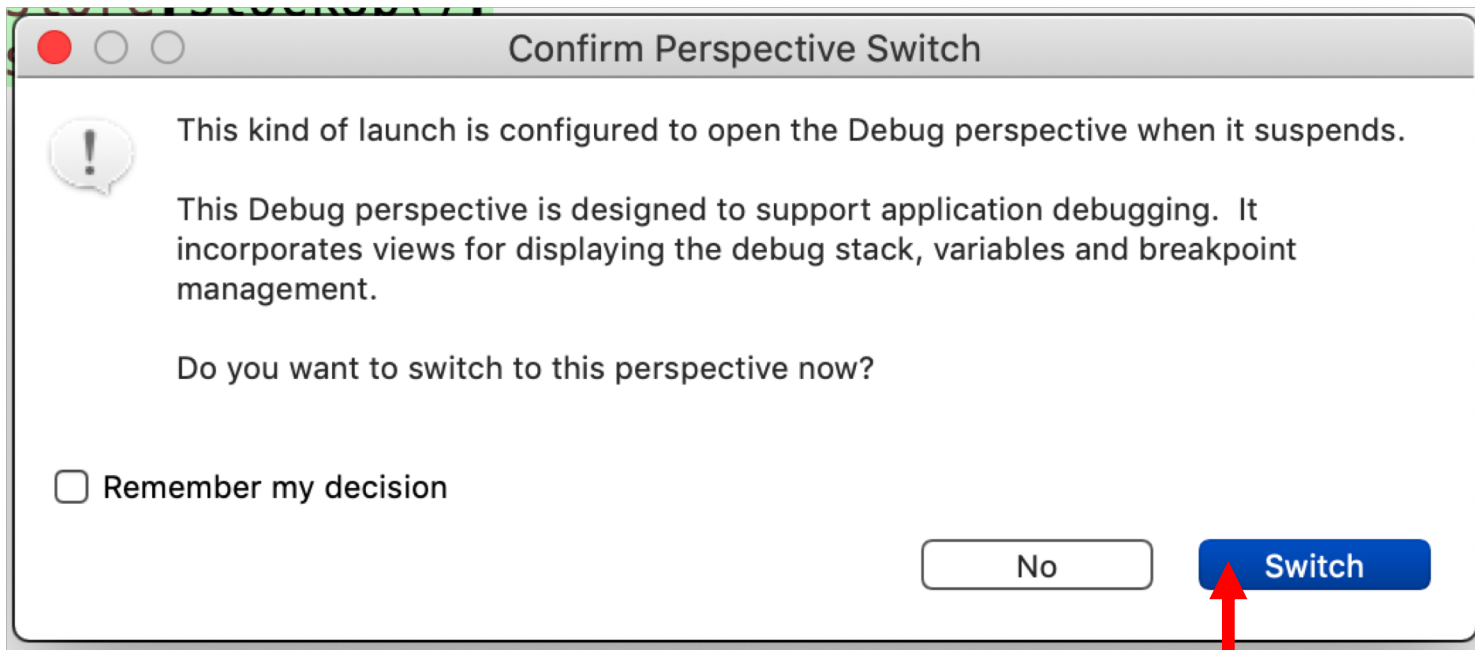 Confirm Perspective Switch
This kind of launch is configured to open the Debug perspective when it suspends.
This Debug perspective is designed to support application debugging.  It
incorporates views for displaying the debug stack, variables and breakpoint
management.
Do you want to switch to this perspective now?
Remember my decision
No
Switch